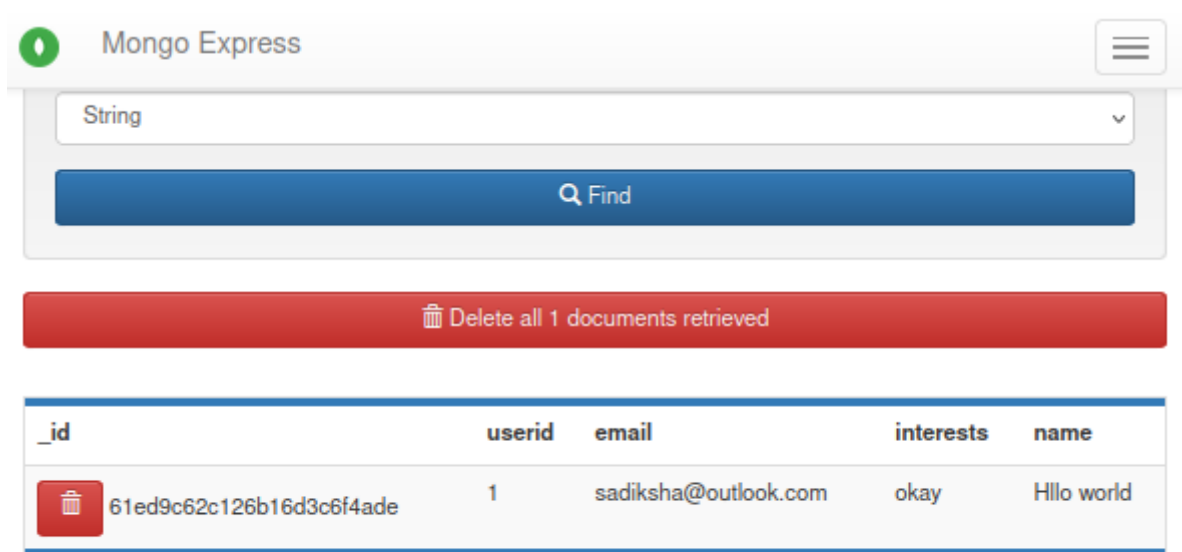 Mongo Express
String
Find
Delete all 1 documents retrieved
_id userid email interests name
61ed9c62c126b16d3c6f4ade 1 sadiksha@outlook.com okay Hllo world